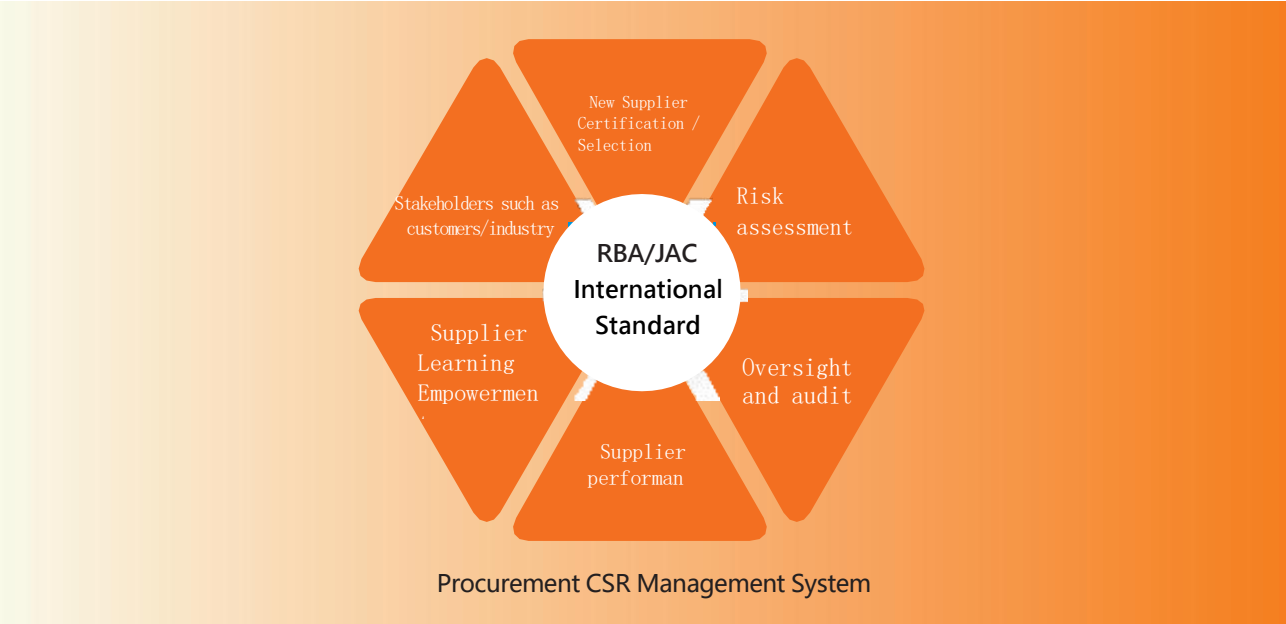 New Supplier
Certification /
Selection
Risk
assessment
Oversight
and audit
Supplier
performan
Supplier
Learning
Empowermen
Stakeholders such as
customers/industry
RBA/JAC
International
Standard
Procurement CSR Management System